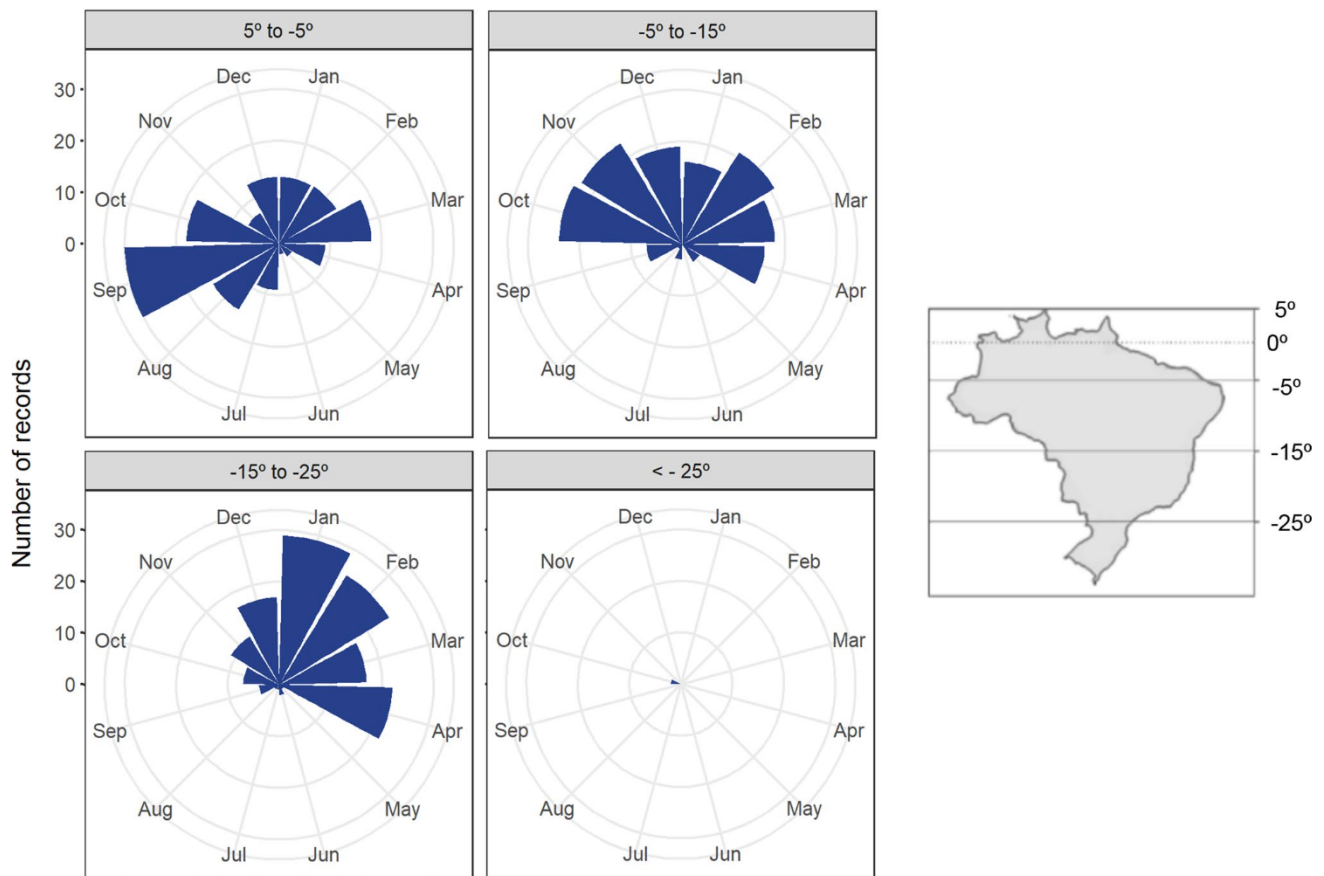 5º to -5º
-5º to -15º
Dec Jan
Nov Feb
Oct Mar
Sep Apr
Aug May
Jul Jun
30
20
10
0
Dec Jan
Nov Feb
Oct Mar
Sep Apr
Aug May
Jul Jun
Number of records
-15º to -25º
< - 25º
Dec Jan
Nov Feb
Oct Mar
Sep Apr
Aug May
Jul Jun
30
20
10
0
Dec Jan
Nov Feb
Oct Mar
Sep Apr
Aug May
Jul Jun
5º
0º
-5º
-15º
-25º